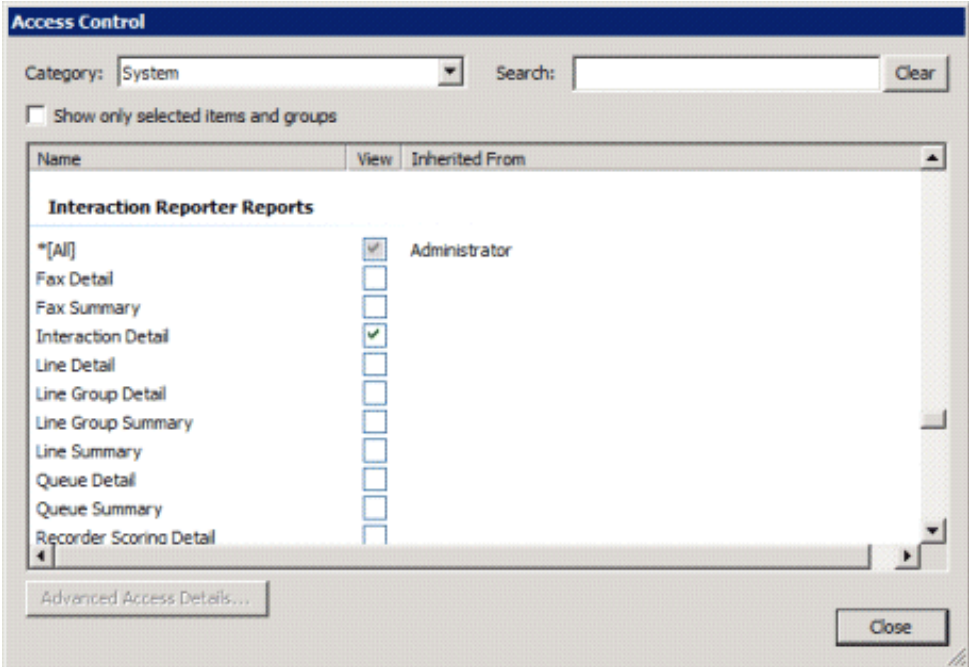 Access Control
Category: System Search: Clear
Show only selected items and groups
Name View Inherited From
Interaction Reporter Reports
*[All] Administrator
Fax Detail
Fax Summary
Interaction Detail
Line Detail
Line Group Detail
Line Group Summary
Line Summary
Queue Detail
Queue Summary
Recorder Scoring Detail
Advanced Access Details...
Close